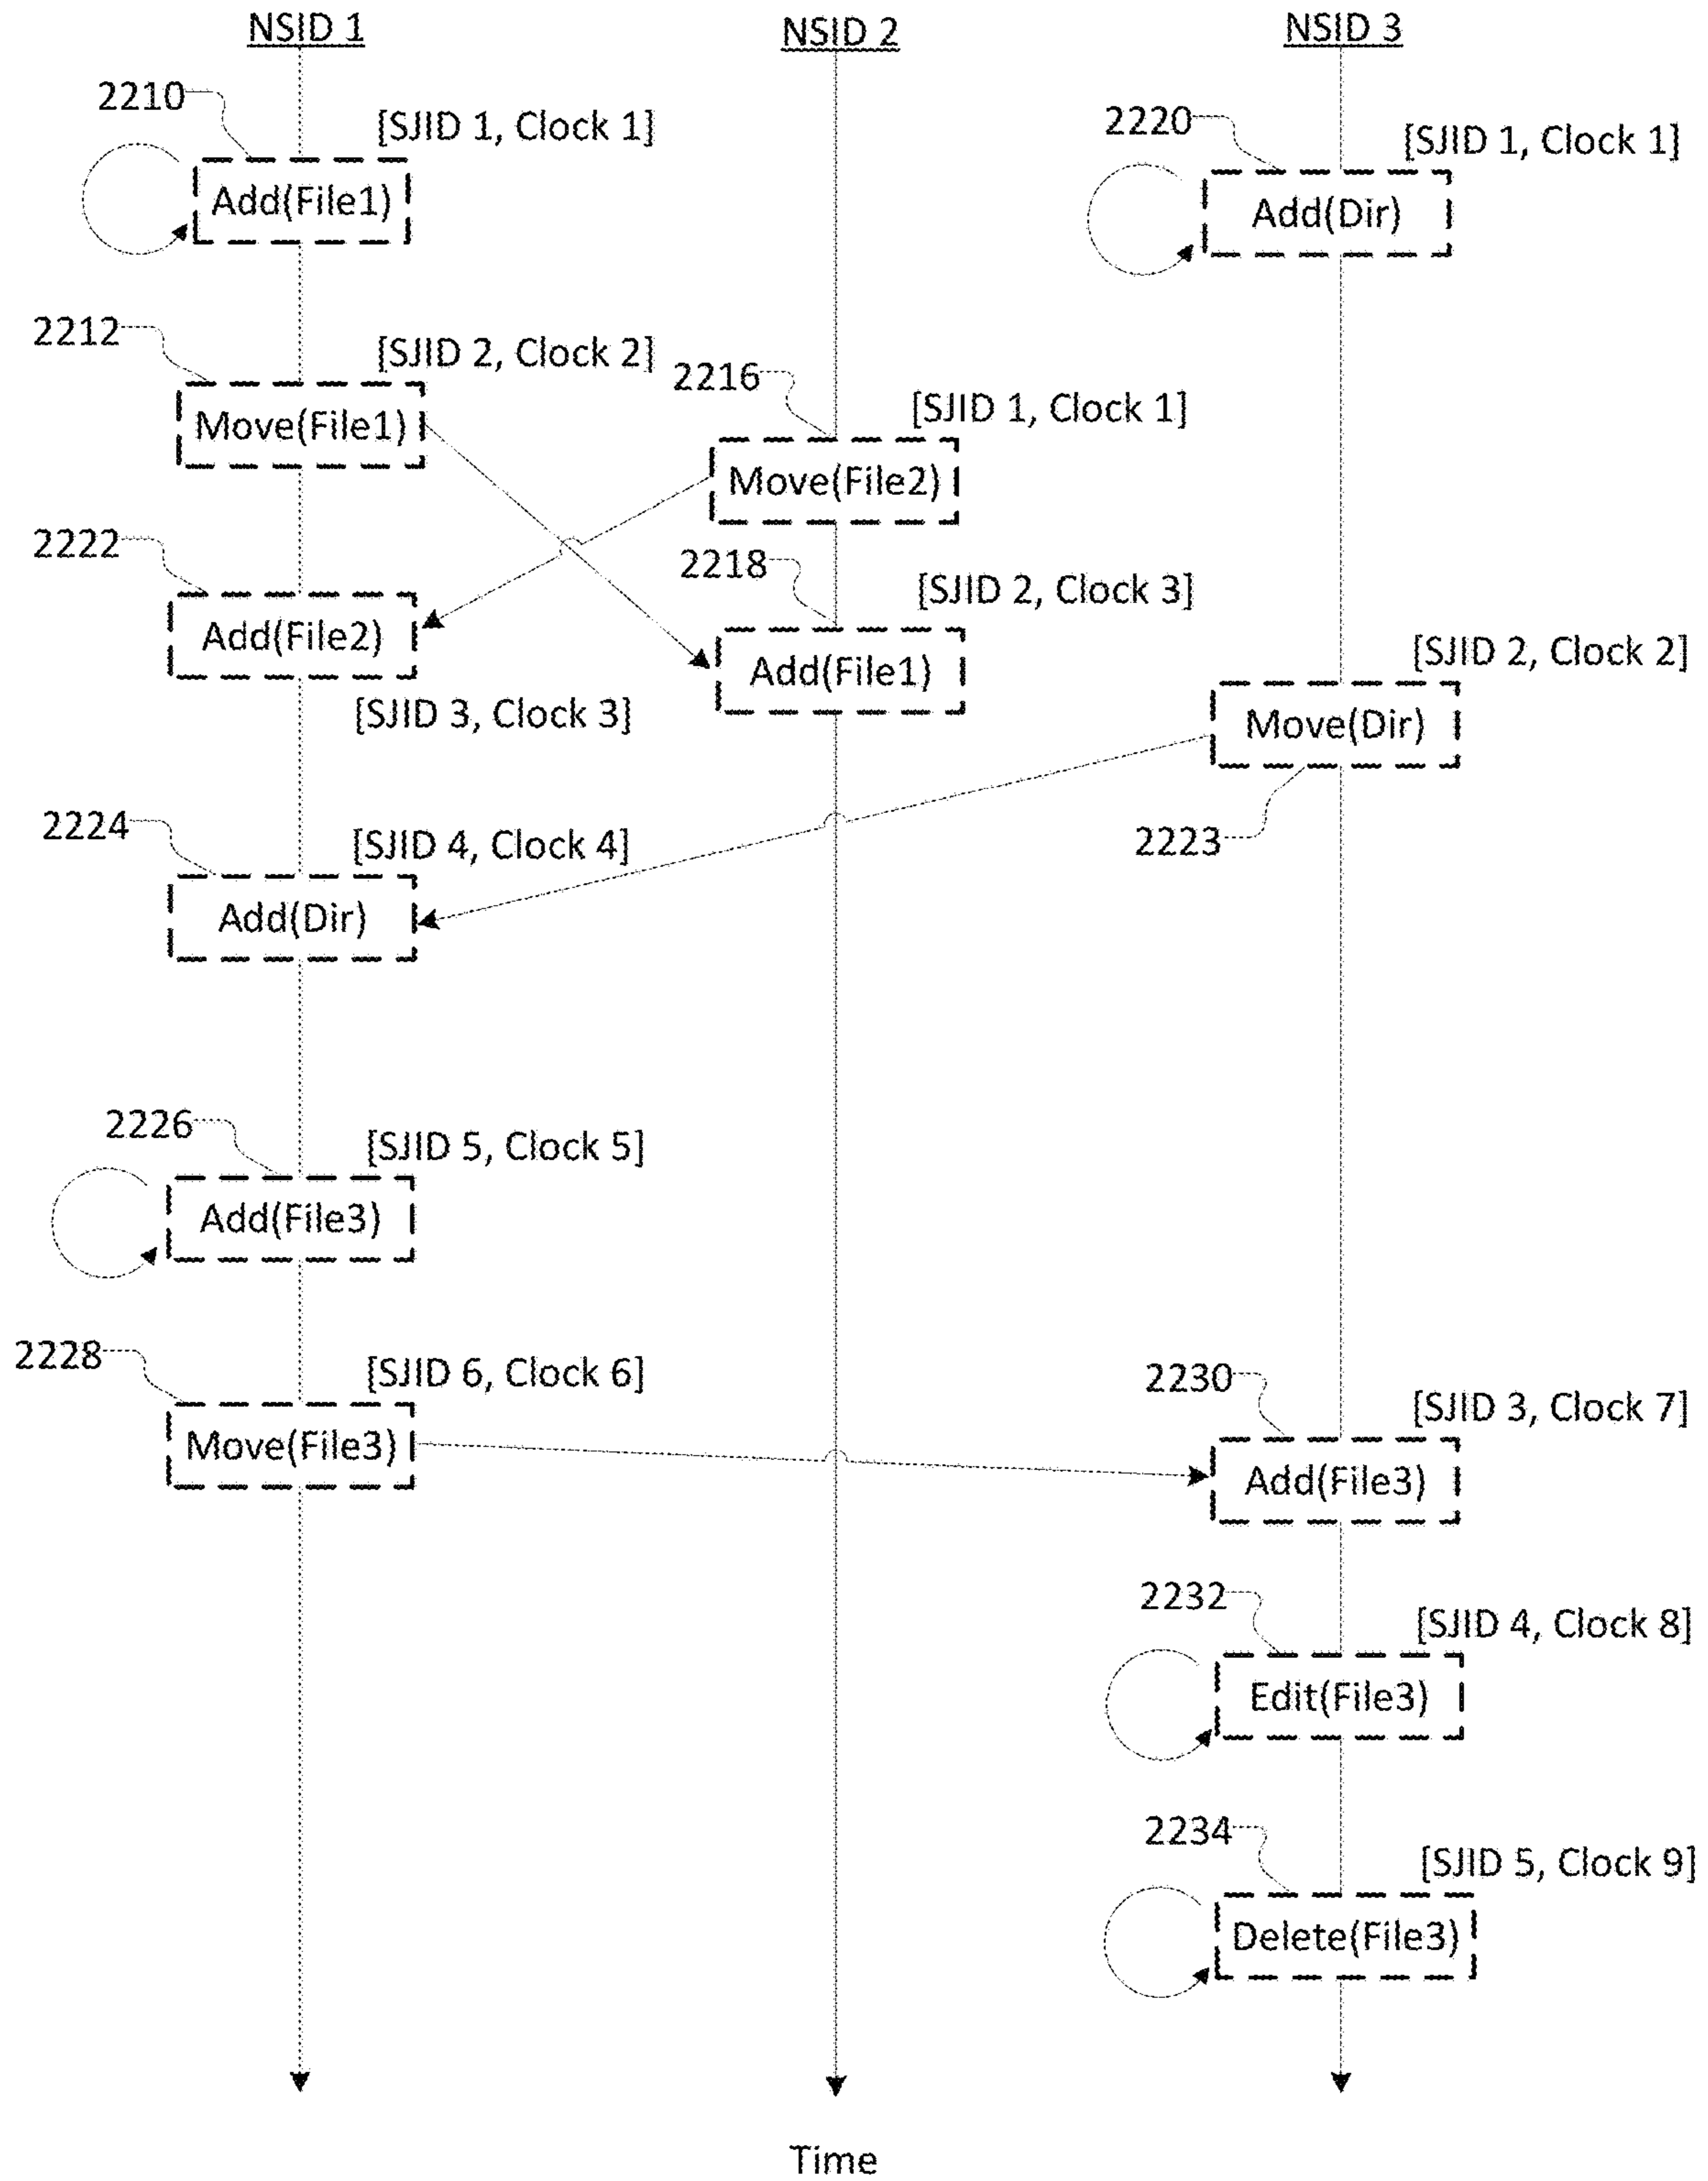 NSID 1
NSID 2
NSID 3
2210
[SJID 1, Clock 1]
Add(File1)
2220
[SJID 1, Clock 1]
Add(Dir)
2212
[SJID 2, Clock 2]
Move(File1)
2216
[SJID 1, Clock 1]
Move(File2)
2222
Add(File2)
[SJID 3, Clock 3]
2218
[SJID 2, Clock 3]
Add(File1)
[SJID 2, Clock 2]
Move(Dir)
2223
2224
[SJID 4, Clock 4]
Add(Dir)
2226
[SJID 5, Clock 5]
Add(File3)
2228
[SJID 6, Clock 6]
Move(File3)
2230
[SJID 3, Clock 7]
Add(File3)
2232
[SJID 4, Clock 8]
Edit(File3)
2234
[SJID 5, Clock 9]
Delete(File3)
Time